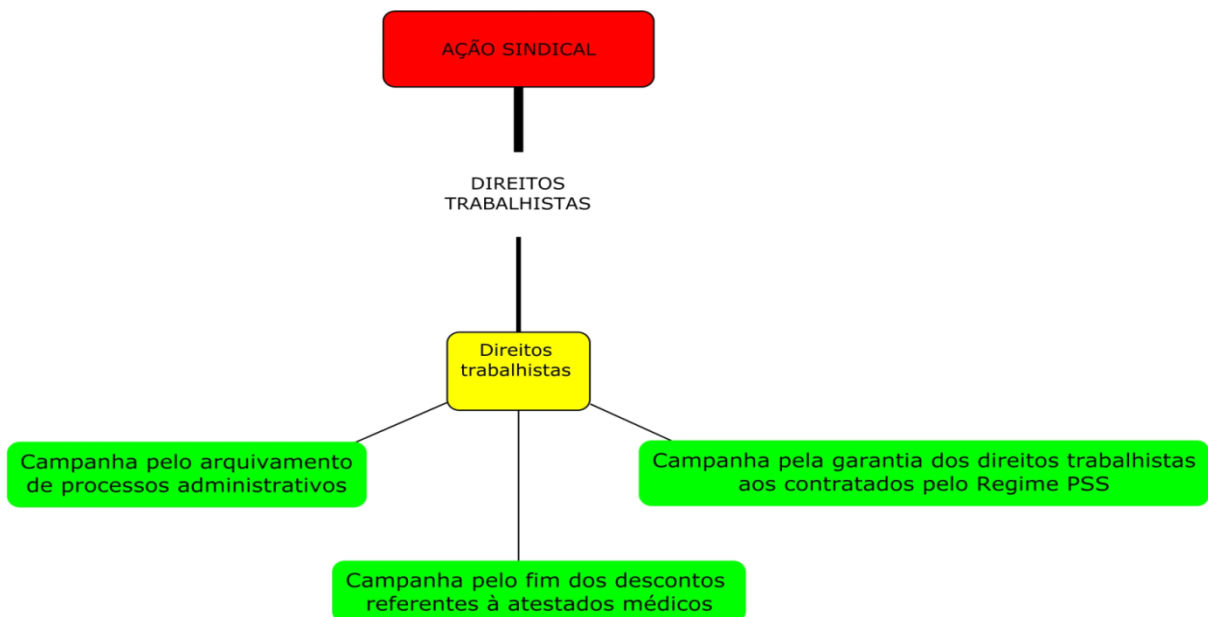 AÇÃO SINDICAL
DIREITOS
TRABALHISTAS
Direitos
trabalhistas
Campanha pelo arquivamento
de processos administrativos
Campanha pela garantia dos direitos trabalhistas
aos contratados pelo Regime PSS
Campanha pelo fim dos descontos
referentes à atestados médicos